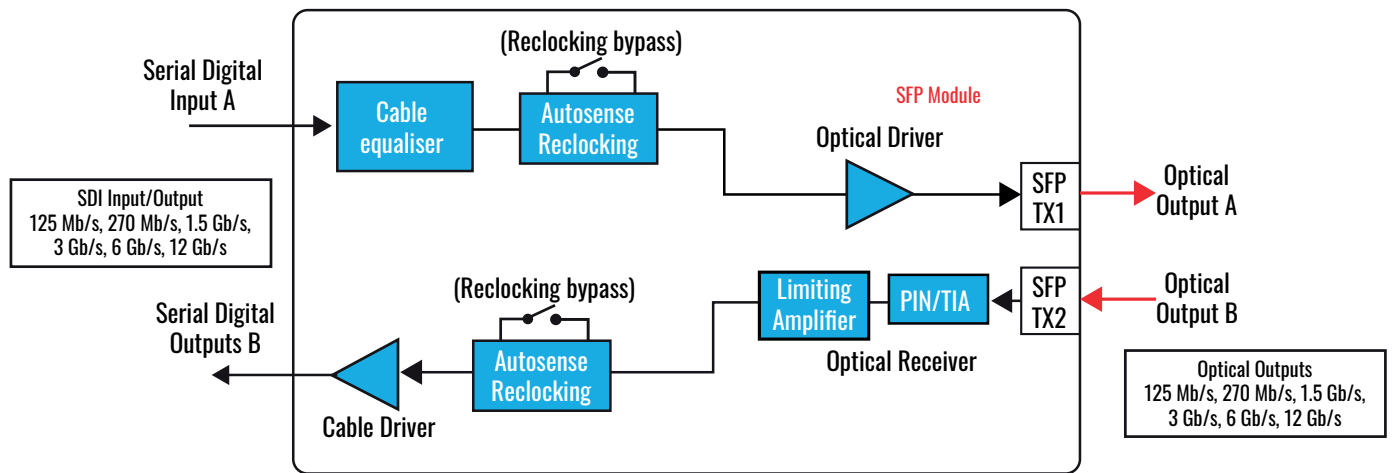 (Reclocking bypass)
Serial Digital
Input A
Cable
equaliser
Autosense
Reclocking
SFP Module
Optical Driver
SFP
TX1
Optical
Output A
SDI Input/Output
125 Mb/s, 270 Mb/s, 1.5 Gb/s,
3 Gb/s, 6 Gb/s, 12 Gb/s
(Reclocking bypass)
Limiting
Amplifier
PIN/TIA
SFP
TX2
Optical
Output B
Serial Digital
Outputs B
Autosense
Reclocking
Optical Receiver
Cable Driver
Optical Outputs
125 Mb/s, 270 Mb/s, 1.5 Gb/s,
3 Gb/s, 6 Gb/s, 12 Gb/s